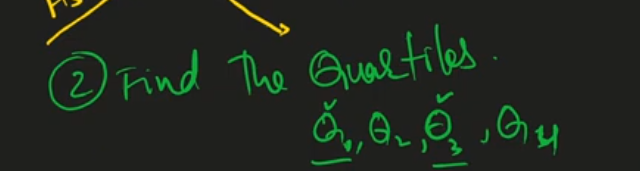 ② Find The Quartiles.
Q₁, Q₂, Q₃, Q₄